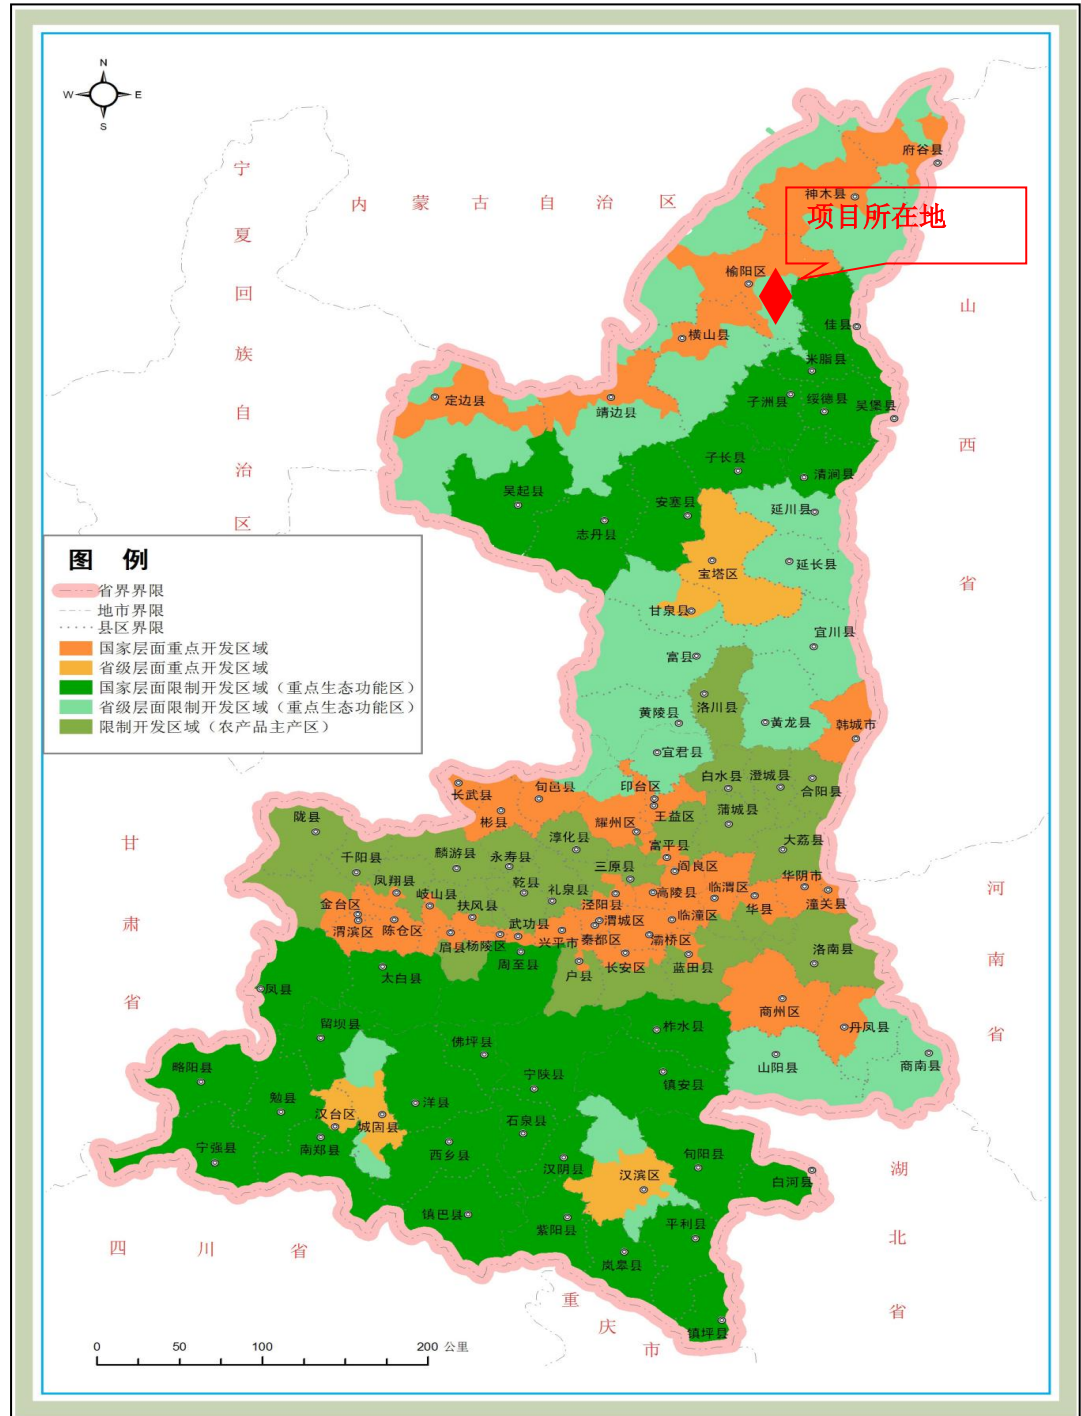 N
W E
S
宁夏回族自治区
内蒙古自治区
府谷县
神木县
项目所在地
榆阳区
山西省
佳县
横山县
米脂县
定边县
靖边县
子洲县
绥德县
吴堡县
子长县
清涧县
吴起县
安塞县
延川县
志丹县
宝塔区
延长县
甘泉县
宜川县
富县
洛川县
黄陵县
黄龙县
韩城市
宜君县
图 例
省界界限
地市界限
县区界限
国家层面重点开发区域
省级层面重点开发区域
国家层面限制开发区域（重点生态功能区）
省级层面限制开发区域（重点生态功能区）
限制开发区域（农产品主产区）
长武县
旬邑县
印台区
白水县
澄城县
合阳县
彬县
耀州区
王益区
蒲城县
陇县
淳化县
大荔县
甘肃省
千阳县
麟游县
永寿县
三原县
富平县
阎良区
凤翔县
岐山县
乾县
礼泉县
高陵县
临渭区
华阴市
河南省
金台区
扶风县
泾阳县
华县
潼关县
渭滨区
陈仓区
武功县
渭城区
临潼区
眉县
杨陵区
兴平市
秦都区
灞桥区
洛南县
周至县
户县
长安区
蓝田县
太白县
凤县
商州区
留坝县
柞水县
丹凤县
佛坪县
略阳县
山阳县
商南县
宁陕县
镇安县
勉县
汉台区
城固县
洋县
石泉县
宁强县
南郑县
西乡县
汉阴县
汉滨区
旬阳县
白河县
湖北省
镇巴县
紫阳县
平利县
四川省
岚皋县
重庆市
镇坪县
0 50 100 200 公里